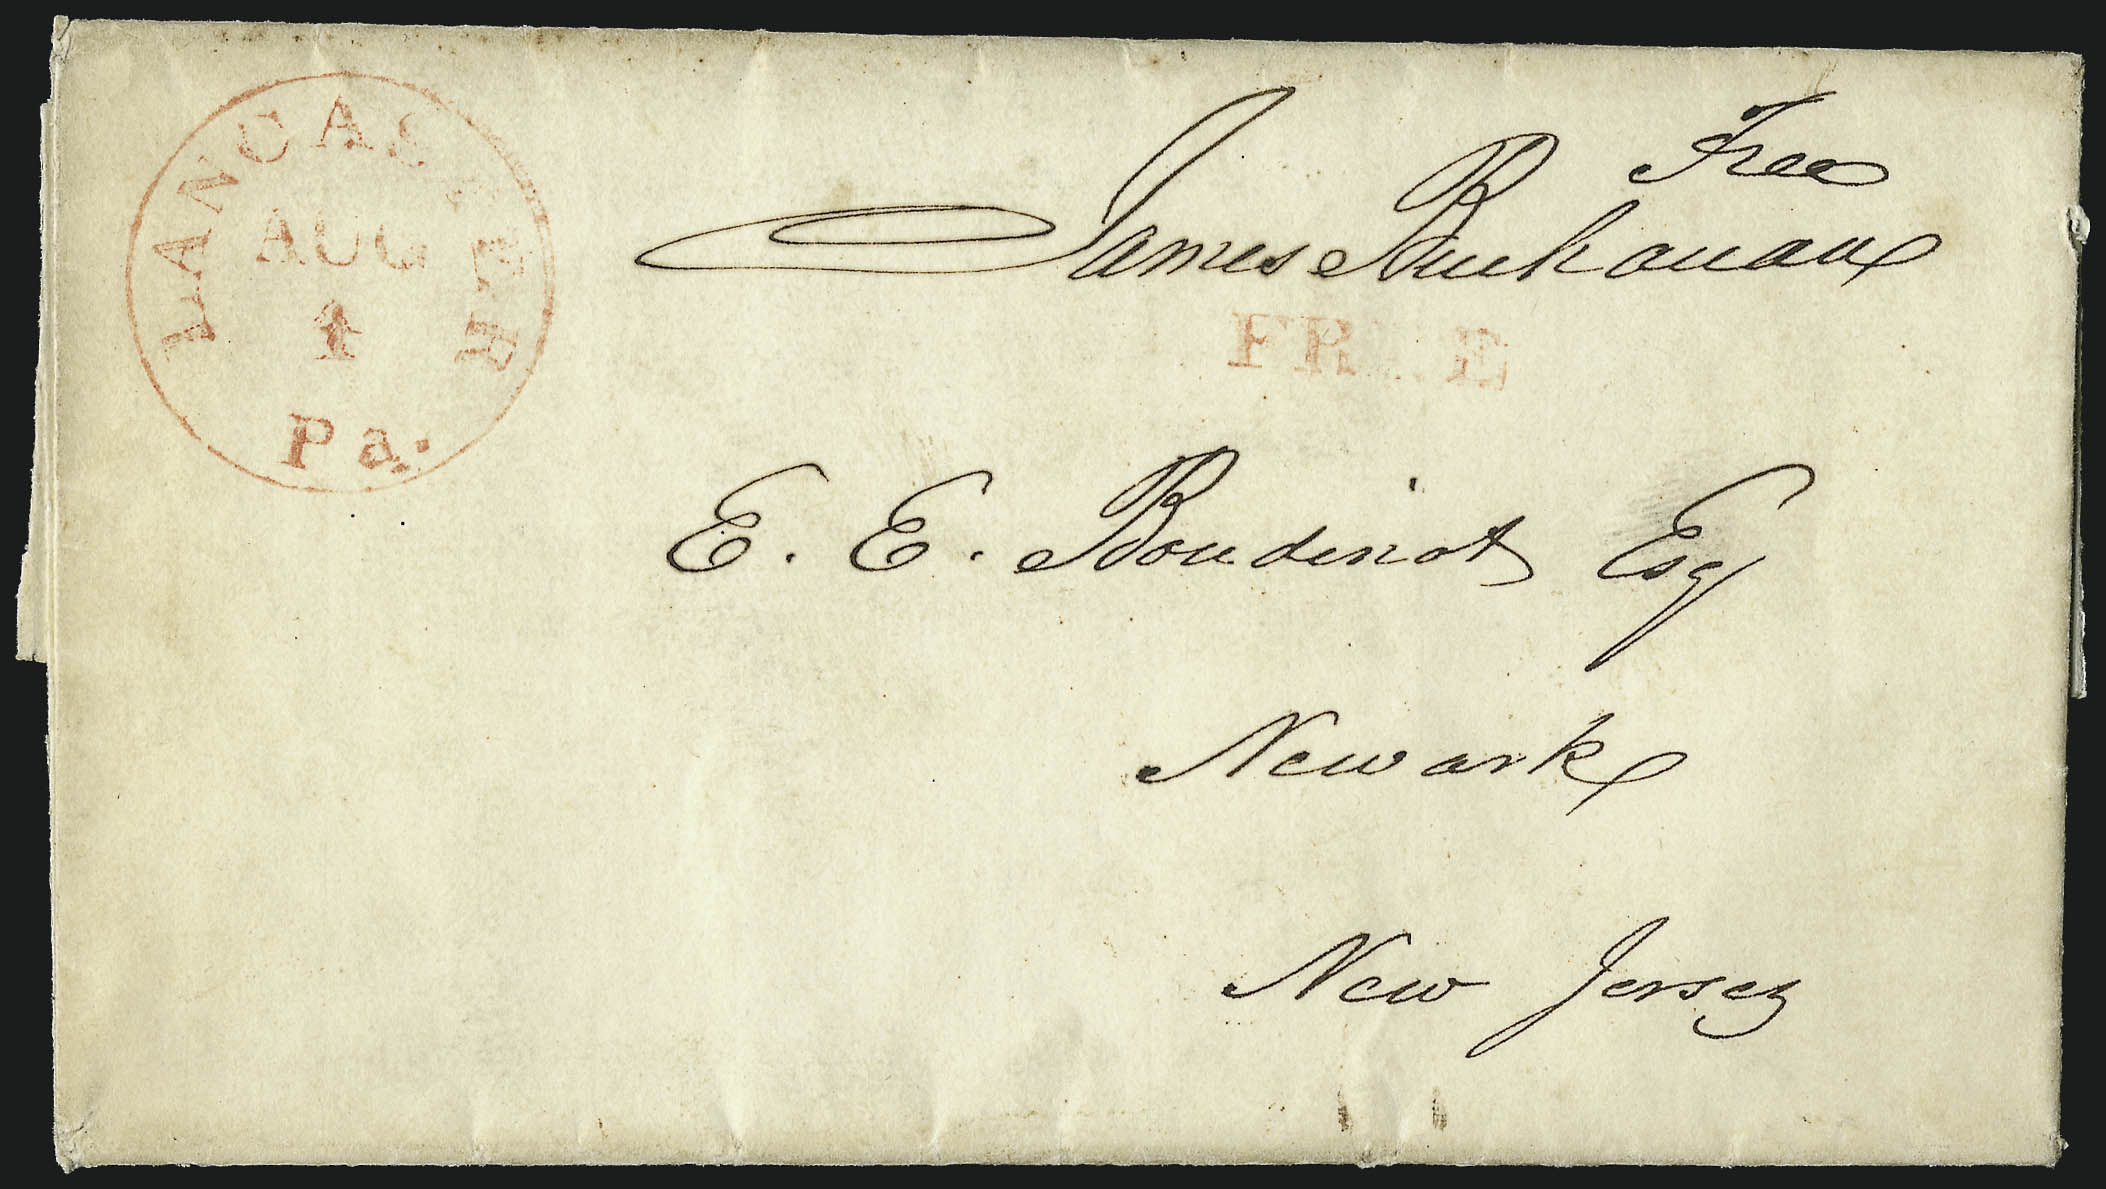 LANCASTER
AUG
4
Pa.
Free
James Buchanan
FREE
E. E. Boudinot Esq
Newark
New Jersey